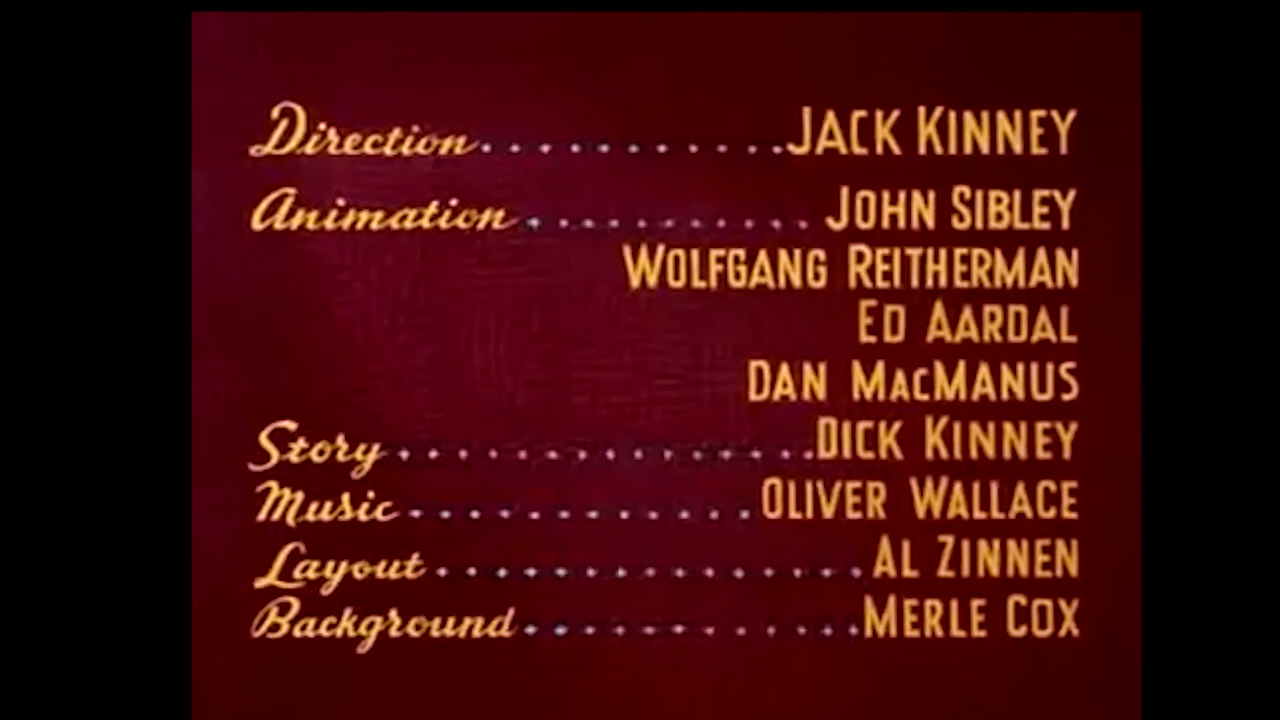 Direction...........JACK KINNEY
Animation...........JOHN SIBLEY
WOLFGANG REITHERMAN
ED AARDAL
DAN MACMANUS
Story...............DICK KINNEY
Music............OLIVER WALLACE
Layout...............AL ZINNEN
Background............MERLE COX